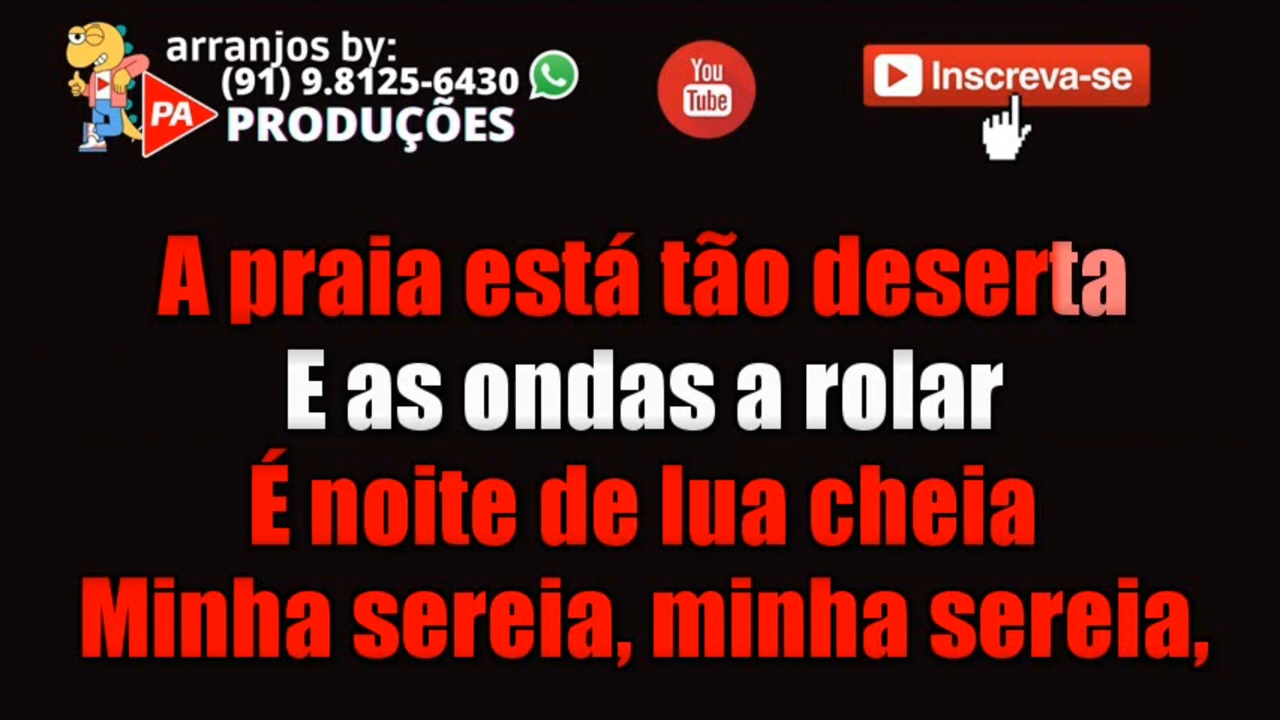 arranjos by:
(91) 9.8125-6430
PA
PRODUÇÕES
You
Tube
Inscreva-se
A praia está tão deserta
E as ondas a rolar
É noite de lua cheia
Minha sereia, minha sereia,